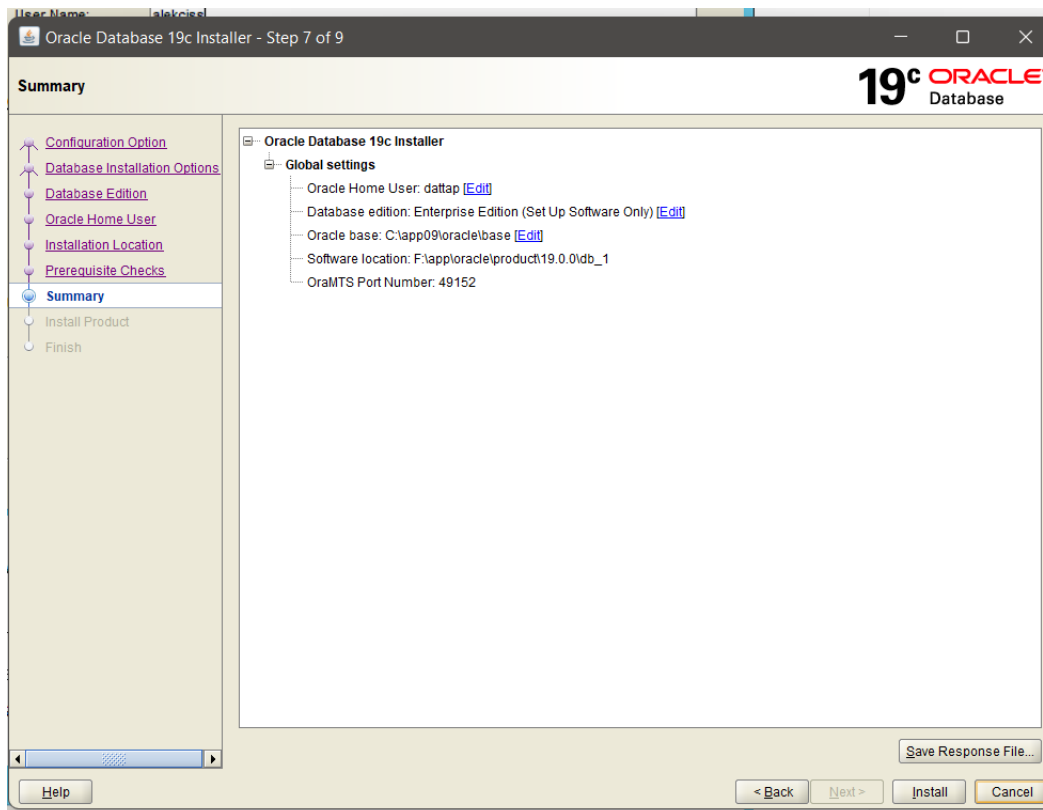 User Name: alekciss
Oracle Database 19c Installer - Step 7 of 9
Summary
19c ORACLE
Database
Configuration Option
Database Installation Options
Database Edition
Oracle Home User
Installation Location
Prerequisite Checks
Summary
Install Product
Finish
Oracle Database 19c Installer
Global settings
Oracle Home User: dattap [Edit]
Database edition: Enterprise Edition (Set Up Software Only) [Edit]
Oracle base: C:\app09\oracle\base [Edit]
Software location: F:\app\oracle\product\19.0.0\db_1
OraMTS Port Number: 49152
Save Response File...
Help
< Back
Next >
Install
Cancel